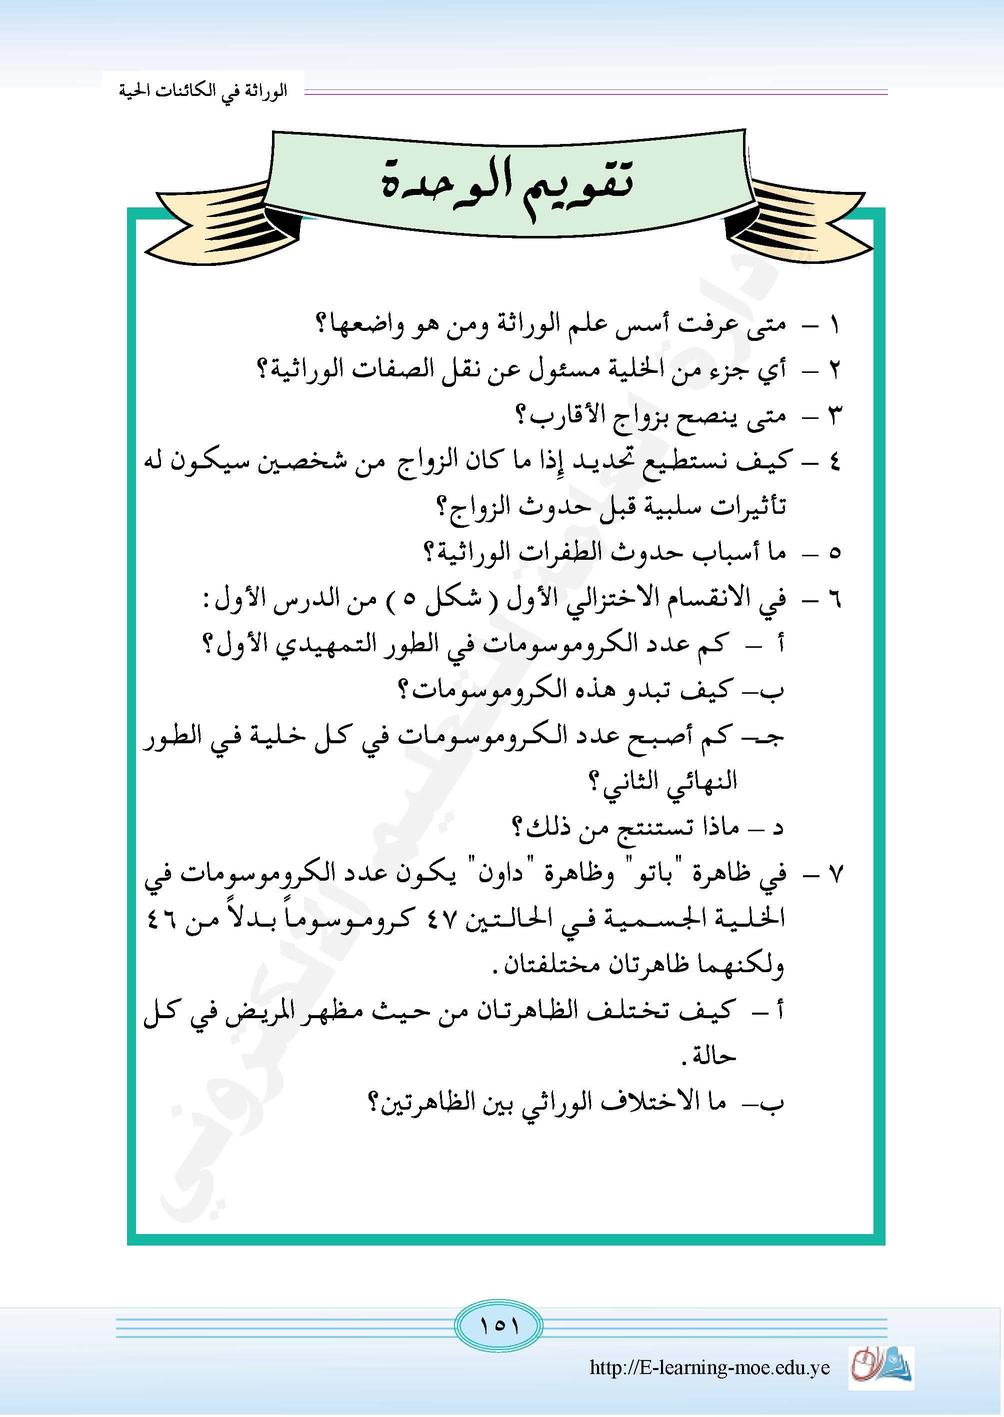 الوراثة في الكائنات الحية
تقويم الوحدة
١ – متى عرفت أسس علم الوراثة ومن هو واضعها؟
٢ – أي جزء من الخلية مسئول عن نقل الصفات الوراثية؟
٣ – متى ينصح بزواج الأقارب؟
٤ – كيف نستطيع تحديد إذا ما كان الزواج من شخصين سيكون له
تأثيرات سلبية قبل حدوث الزواج؟
٥ – ما أسباب حدوث الطفرات الوراثية؟
٦ – في الانقسام الاختزالي الأول ( شكل ٥ ) من الدرس الأول :
أ – كم عدد الكروموسومات في الطور التمهيدي الأول؟
ب– كيف تبدو هذه الكروموسومات؟
جـ– كم أصبح عدد الكروموسومات في كل خلية في الطور
النهائي الثاني؟
د – ماذا تستنتج من ذلك؟
٧ – في ظاهرة "باتو" وظاهرة "داون" يكون عدد الكروموسومات في
الخلية الجسمية في الحالتين ٤٧ كروموسوماً بدلاً من ٤٦
ولكنهما ظاهرتان مختلفتان .
أ – كيف تختلف الظاهرتان من حيث مظهر المريض في كل
حالة .
ب– ما الاختلاف الوراثي بين الظاهرتين؟
إدارة أنظمة التعليم الالكتروني
١٥١
http://E-learning-moe.edu.ye